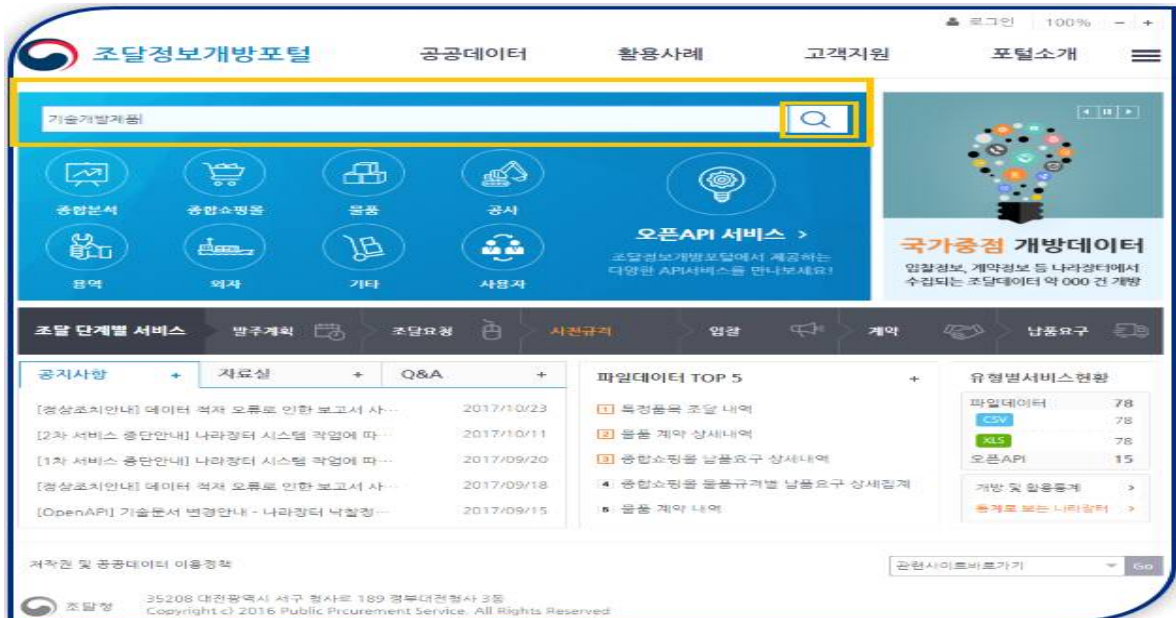 로그인 100% - +
조달정보개방포털 공공데이터 활용사례 고객지원 포털소개
기술개발제품
종합분석 종합쇼핑몰 물품 공사
용역 외자 기타 사용자
오픈API 서비스 >
조달정보개방포털에서 제공하는
다양한 API서비스를 만나보세요!
국가중점 개방데이터
입찰정보, 계약정보 등 나라장터에서
수집되는 조달데이터 약 000 건 개방
조달 단계별 서비스 발주계획 조달요청 사전규격 입찰 계약 납품요구
공지사항 + 자료실 + Q&A +
[정상조치안내] 데이터 적재 오류로 인한 보고서 사… 2017/10/23
[2차 서비스 중단안내] 나라장터 시스템 작업에 따… 2017/10/11
[1차 서비스 중단안내] 나라장터 시스템 작업에 따… 2017/09/20
[정상조치안내] 데이터 적재 오류로 인한 보고서 사… 2017/09/18
[OpenAPI] 기술문서 변경안내 - 나라장터 낙찰정… 2017/09/15
파일데이터 TOP 5 +
1 특정품목 조달 내역
2 물품 계약 상세내역
3 종합쇼핑몰 납품요구 상세내역
4 종합쇼핑몰 물품규격별 납품요구 상세집계
5 물품 계약 내역
유형별서비스현황
파일데이터 78
CSV 78
XLS 78
오픈API 15
개방 및 활용통계 >
통계로 보는 나라장터 >
저작권 및 공공데이터 이용정책
관련사이트바로가기 Go
조달청
35208 대전광역시 서구 청사로 189 정부대전청사 3동
Copyright c) 2016 Public Prcurement Service. All Rights Reserved